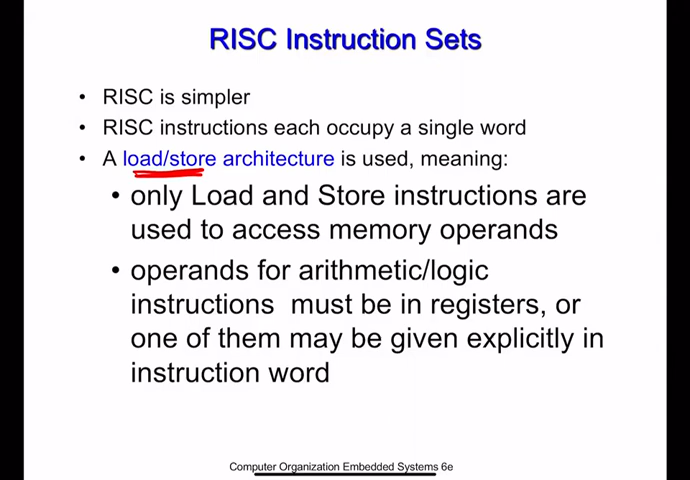 RISC Instruction Sets
• RISC is simpler
• RISC instructions each occupy a single word
• A load/store architecture is used, meaning:
• only Load and Store instructions are
used to access memory operands
• operands for arithmetic/logic
instructions must be in registers, or
one of them may be given explicitly in
instruction word
Computer Organization Embedded Systems 6e